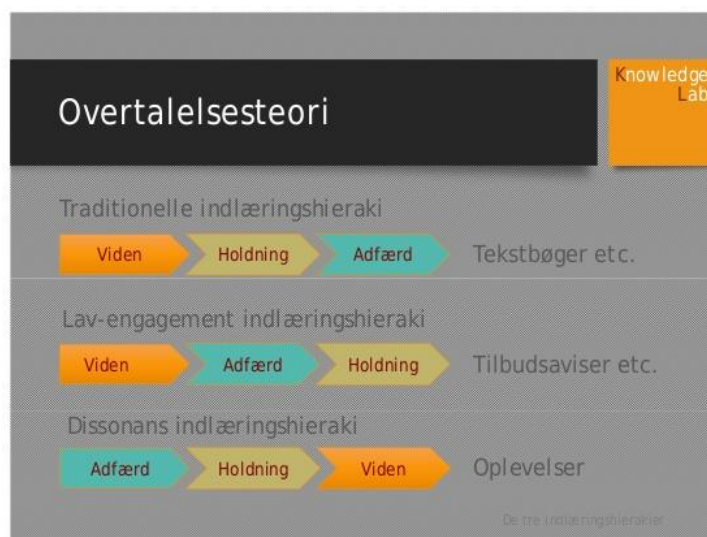 Overtalelsesteori
Knowledge
Lab
Traditionelle indlæringshieraki
Viden Holdning Adfærd Tekstbøger etc.
Lav-engagement indlæringshieraki
Viden Adfærd Holdning Tilbudsaviser etc.
Dissonans indlæringshieraki
Adfærd Holdning Viden Oplevelser
De tre indlæringshierakier